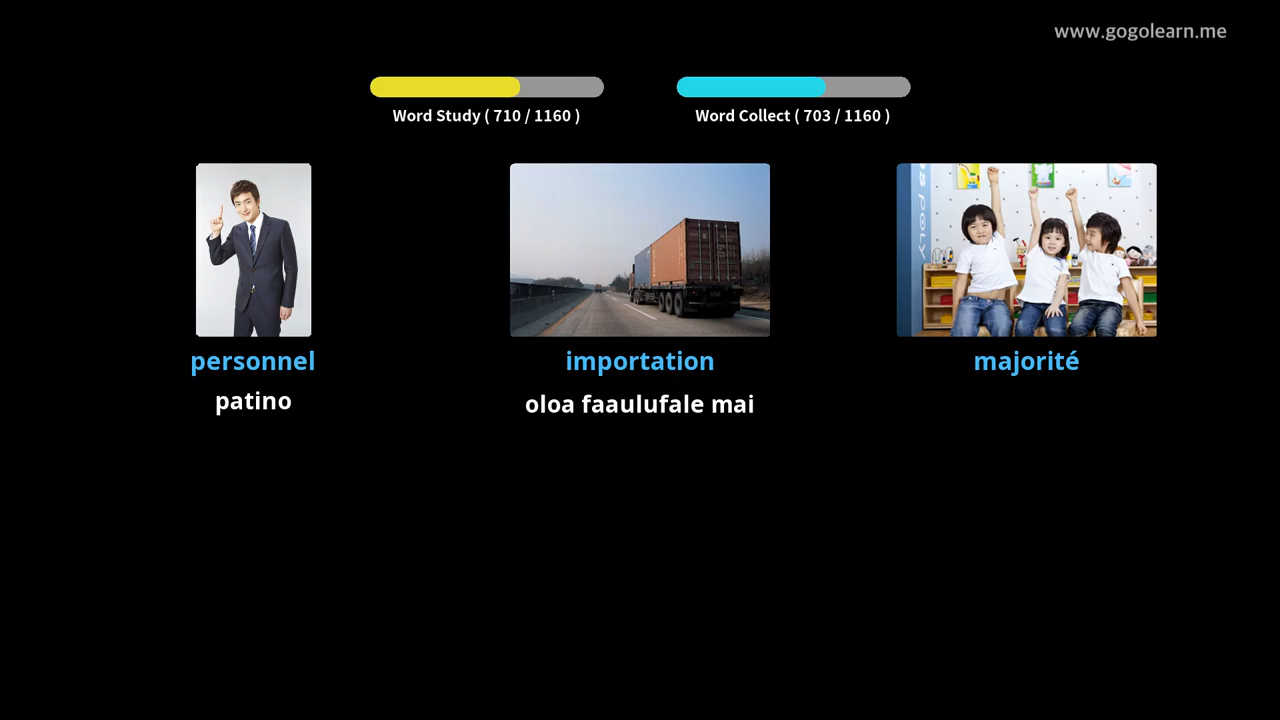 www.gogolearn.me
Word Study ( 710 / 1160 )
Word Collect ( 703 / 1160 )
personnel
importation
majorité
patino
oloa faaulufale mai